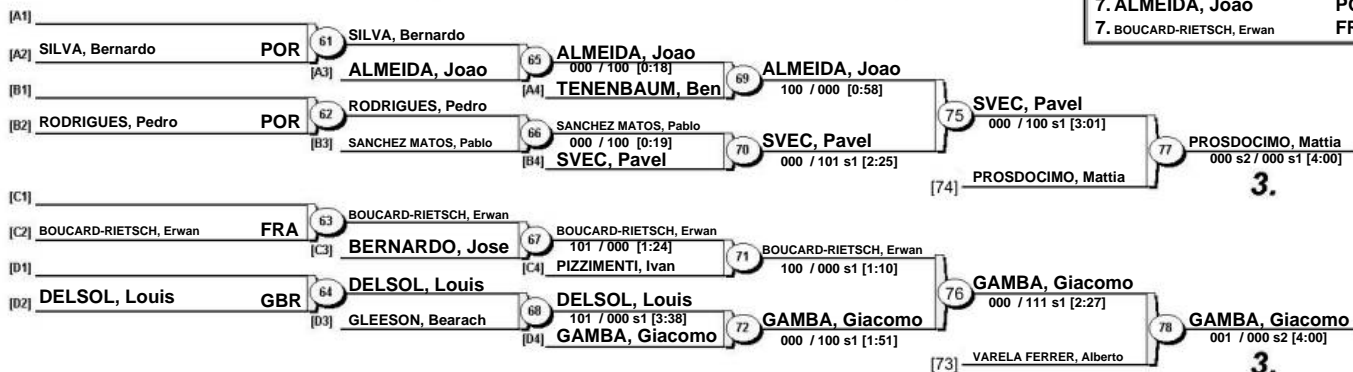 7. ALMEIDA, Joao
7. BOUCARD-RIETSCH, Erwan
[A1]
[A2] SILVA, Bernardo POR
61 SILVA, Bernardo
[A3] ALMEIDA, Joao
65 ALMEIDA, Joao
000 / 100 [0:18]
[A4] TENENBAUM, Ben
69 ALMEIDA, Joao
100 / 000 [0:58]
[B1]
[B2] RODRIGUES, Pedro POR
62 RODRIGUES, Pedro
[B3] SANCHEZ MATOS, Pablo
66 SANCHEZ MATOS, Pablo
000 / 100 [0:19]
[B4] SVEC, Pavel
70 SVEC, Pavel
000 / 101 s1 [2:25]
75 SVEC, Pavel
000 / 100 s1 [3:01]
[74] PROSDOCIMO, Mattia
77 PROSDOCIMO, Mattia
000 s2 / 000 s1 [4:00]
3.
[C1]
[C2] BOUCARD-RIETSCH, Erwan FRA
63 BOUCARD-RIETSCH, Erwan
[C3] BERNARDO, Jose
67 BOUCARD-RIETSCH, Erwan
101 / 000 [1:24]
[C4] PIZZIMENTI, Ivan
71 BOUCARD-RIETSCH, Erwan
100 / 000 s1 [1:10]
[D1]
[D2] DELSOL, Louis GBR
64 DELSOL, Louis
[D3] GLEESON, Bearach
68 DELSOL, Louis
101 / 000 s1 [3:38]
[D4] GAMBA, Giacomo
72 GAMBA, Giacomo
000 / 100 s1 [1:51]
76 GAMBA, Giacomo
000 / 111 s1 [2:27]
[73] VARELA FERRER, Alberto
78 GAMBA, Giacomo
001 / 000 s2 [4:00]
3.